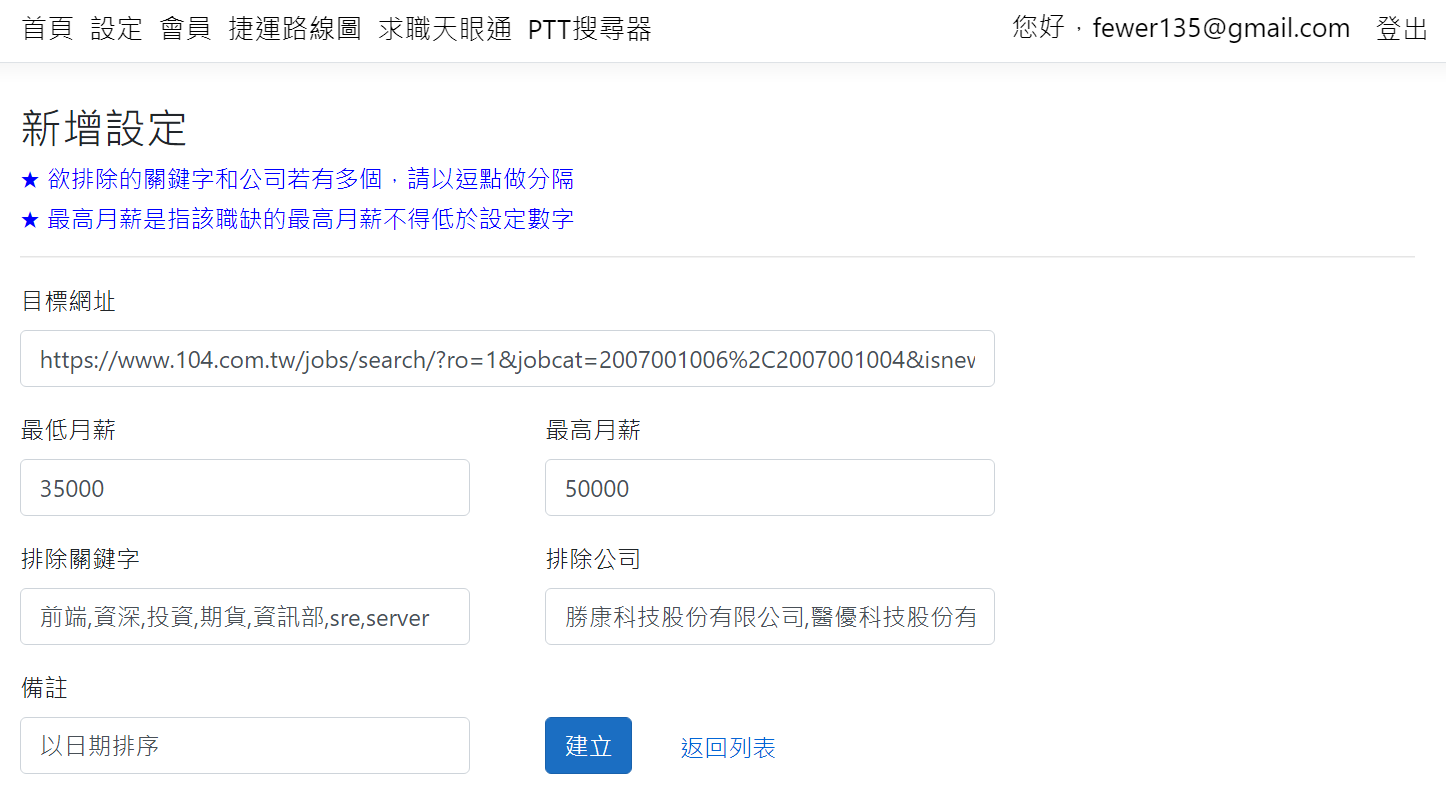 首頁 設定 會員 捷運路線圖 求職天眼通 PTT搜尋器 您好，fewer135@gmail.com 登出
新增設定
★ 欲排除的關鍵字和公司若有多個，請以逗點做分隔
★ 最高月薪是指該職缺的最高月薪不得低於設定數字
目標網址
https://www.104.com.tw/jobs/search/?ro=1&jobcat=2007001006%2C2007001004&isnew
最低月薪 最高月薪
35000 50000
排除關鍵字 排除公司
前端,資深,投資,期貨,資訊部,sre,server 勝康科技股份有限公司,醫優科技股份有
備註
以日期排序 建立 返回列表